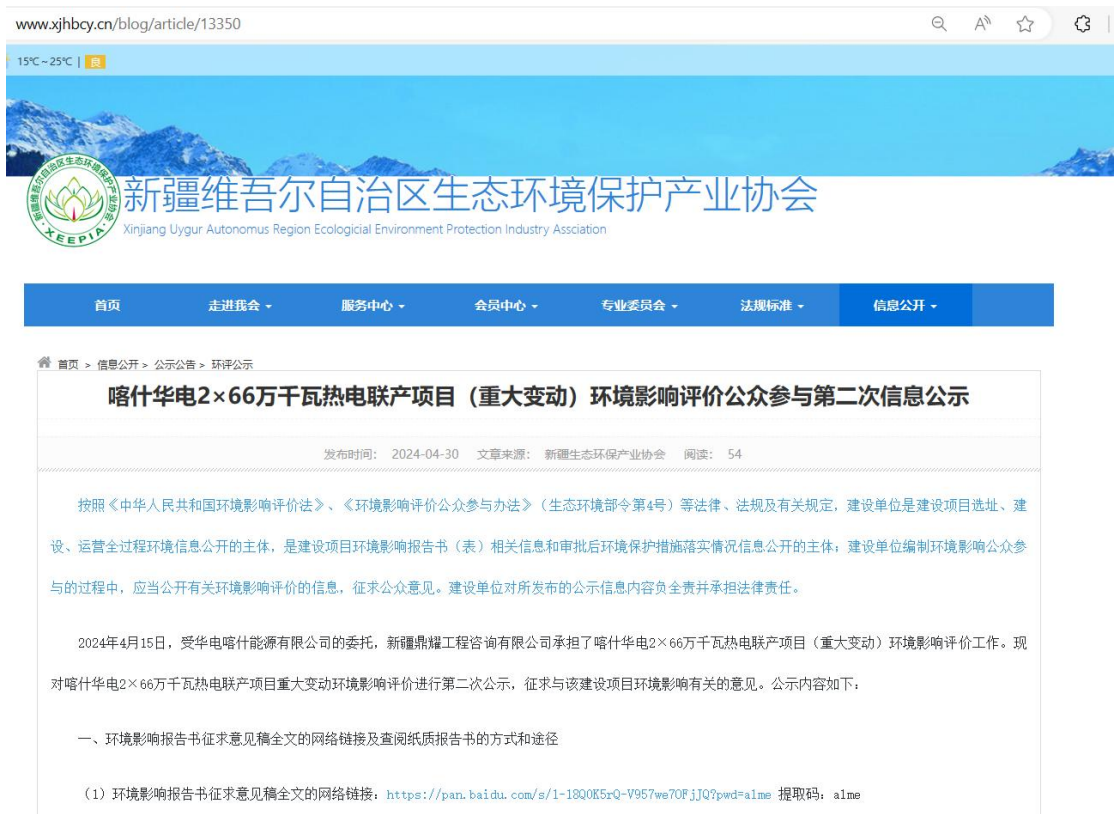 www.xjhbcy.cn/blog/article/13350
15℃~25℃ | 良
新疆维吾尔自治区生态环境保护产业协会
Xinjiang Uygur Autonomus Region Ecologicial Environment Protection Industry Assciation
新疆维吾尔自治区生态环境保护产业协会
XEEPIA
首页 走进我会 服务中心 会员中心 专业委员会 法规标准 信息公开
首页 > 信息公开 > 公示公告 > 环评公示
喀什华电2×66万千瓦热电联产项目（重大变动）环境影响评价公众参与第二次信息公示
发布时间： 2024-04-30 文章来源： 新疆生态环保产业协会 阅读： 54
按照《中华人民共和国环境影响评价法》、《环境影响评价公众参与办法》（生态环境部令第4号）等法律、法规及有关规定，建设单位是建设项目选址、建
设、运营全过程环境信息公开的主体，是建设项目环境影响报告书（表）相关信息和审批后环境保护措施落实情况信息公开的主体；建设单位编制环境影响公众参
与的过程中，应当公开有关环境影响评价的信息，征求公众意见。建设单位对所发布的公示信息内容负全责并承担法律责任。
2024年4月15日，受华电喀什能源有限公司的委托，新疆鼎耀工程咨询有限公司承担了喀什华电2×66万千瓦热电联产项目（重大变动）环境影响评价工作。现
对喀什华电2×66万千瓦热电联产项目重大变动环境影响评价进行第二次公示，征求与该建设项目环境影响有关的意见。公示内容如下：
一、环境影响报告书征求意见稿全文的网络链接及查阅纸质报告书的方式和途径
（1）环境影响报告书征求意见稿全文的网络链接：https://pan.baidu.com/s/1-18Q0K5rQ-V957we7OFjJQ?pwd=a1me 提取码：a1me